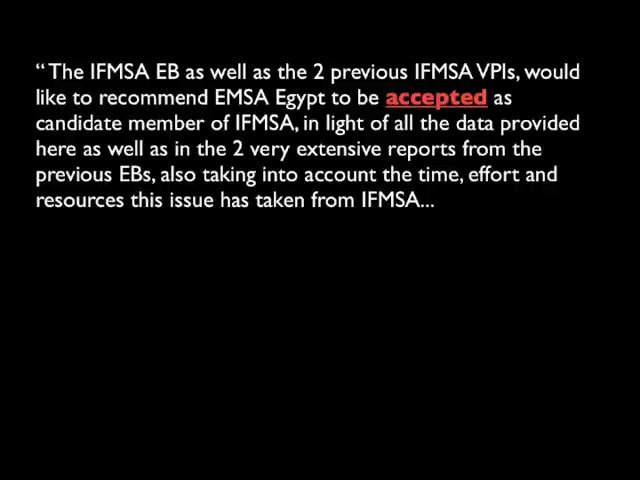 “ The IFMSA EB as well as the 2 previous IFMSA VPIs, would
like to recommend EMSA Egypt to be accepted as
candidate member of IFMSA, in light of all the data provided
here as well as in the 2 very extensive reports from the
previous EBs, also taking into account the time, effort and
resources this issue has taken from IFMSA...